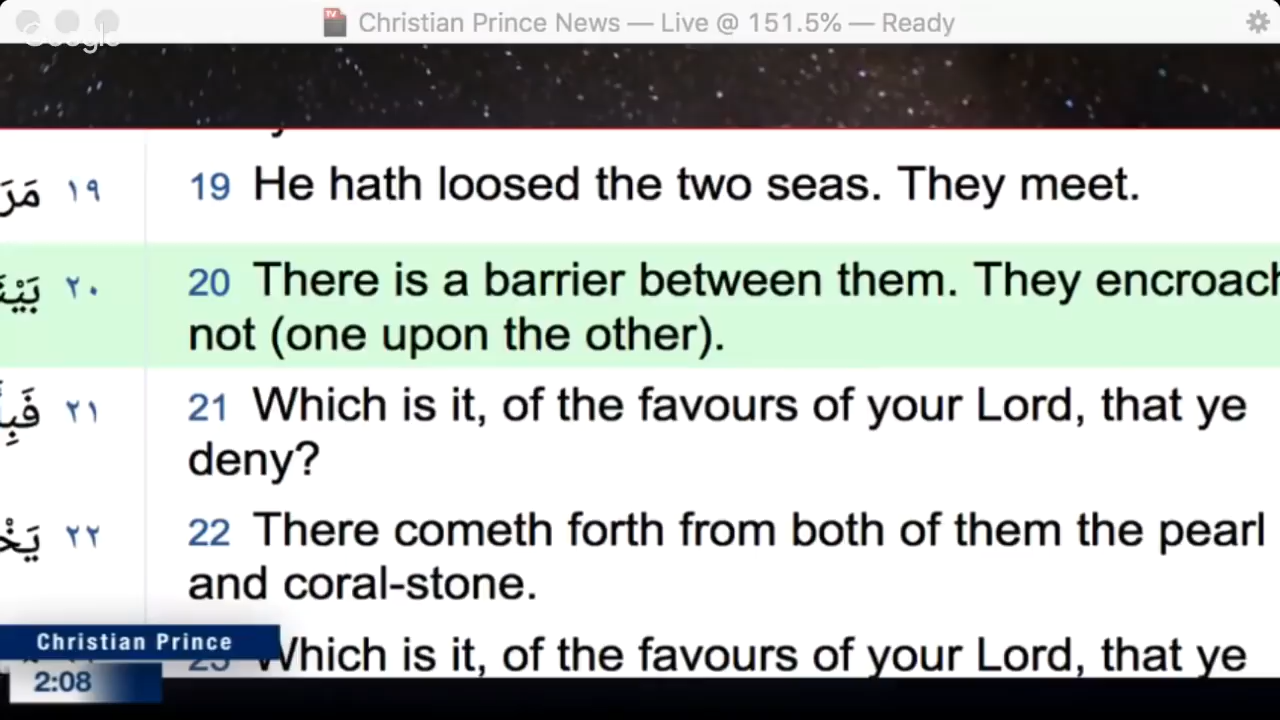 Christian Prince News — Live @ 151.5% — Ready
Google
١٩ 19 He hath loosed the two seas. They meet.
٢٠ 20 There is a barrier between them. They encroach
not (one upon the other).
٢١ 21 Which is it, of the favours of your Lord, that ye
deny?
٢٢ 22 There cometh forth from both of them the pearl
and coral-stone.
Christian Prince
23 Which is it, of the favours of your Lord, that ye
2:08